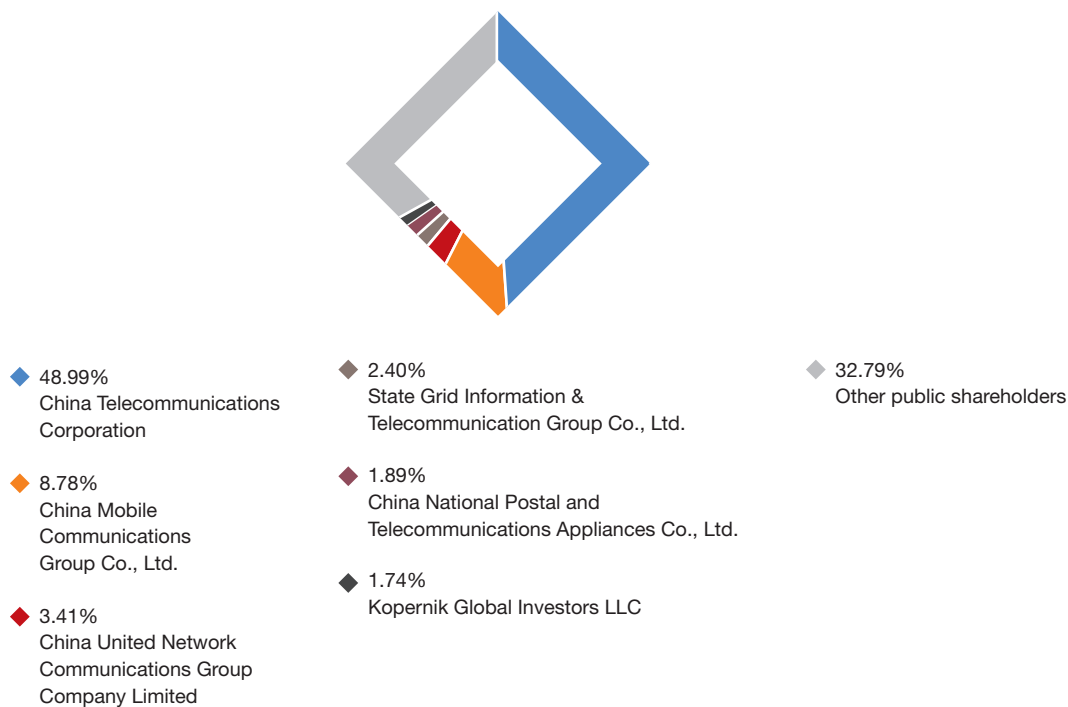 48.99%
China Telecommunications
Corporation
8.78%
China Mobile
Communications
Group Co., Ltd.
3.41%
China United Network
Communications Group
Company Limited
2.40%
State Grid Information &
Telecommunication Group Co., Ltd.
1.89%
China National Postal and
Telecommunications Appliances Co., Ltd.
1.74%
Kopernik Global Investors LLC
32.79%
Other public shareholders